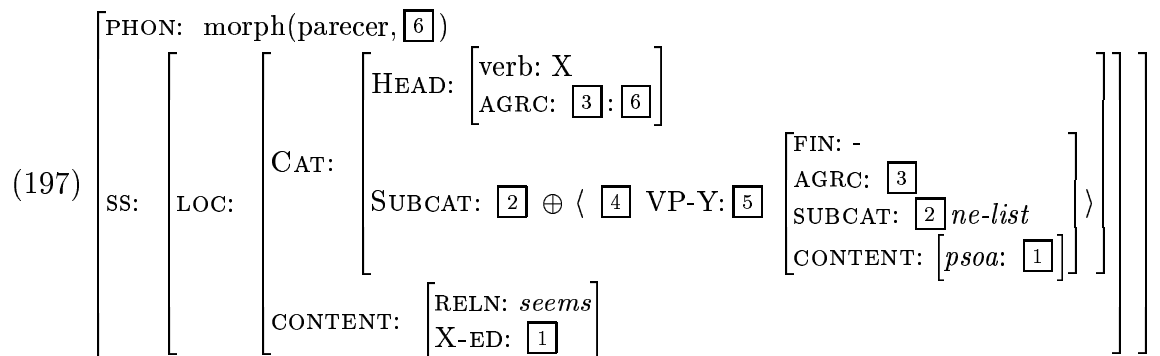 PHON: morph(parecer, 6)
HEAD: verb: X
AGRC: 3 : 6
CAT:
FIN: -
AGRC: 3
(197) SS: LOC: SUBCAT: 2 ⊕ ⟨ 4 VP-Y: 5 SUBCAT: 2 ne-list ⟩
CONTENT: [psoa: 1]
CONTENT: RELN: seems
X-ED: 1